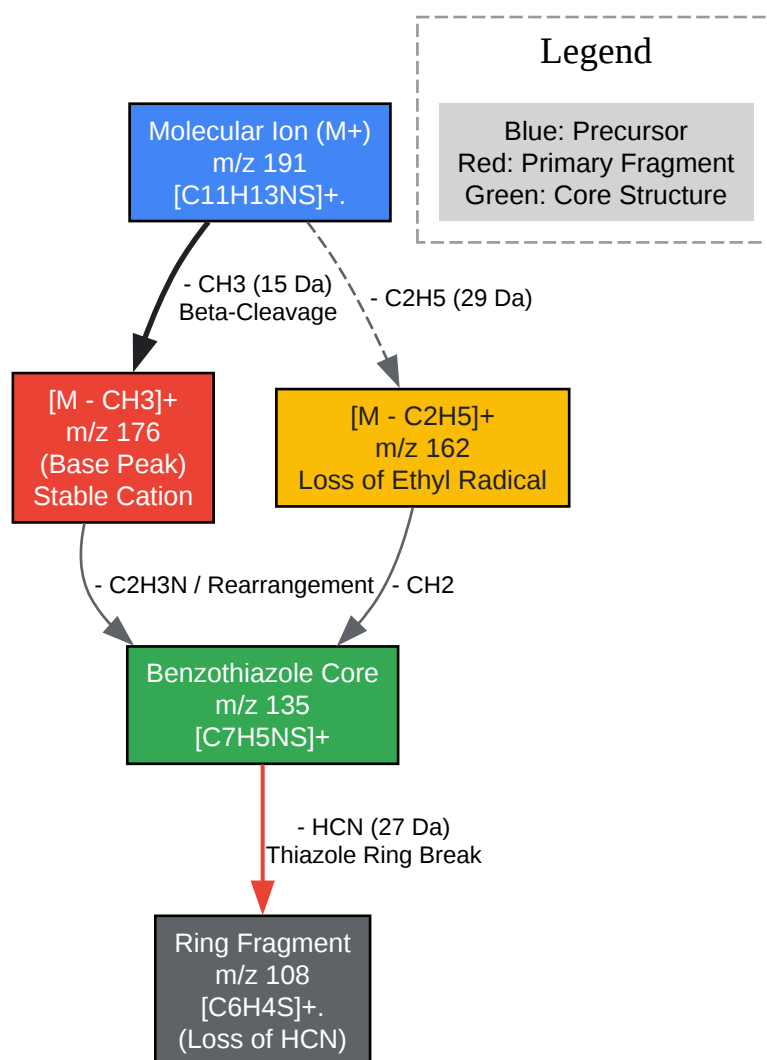 Legend
Blue: Precursor
Red: Primary Fragment
Green: Core Structure
Molecular Ion (M+)
m/z 191
[C11H13NS]+.
- CH3 (15 Da)
Beta-Cleavage
- C2H5 (29 Da)
[M - CH3]+
m/z 176
(Base Peak)
Stable Cation
[M - C2H5]+
m/z 162
Loss of Ethyl Radical
- C2H3N / Rearrangement
- CH2
Benzothiazole Core
m/z 135
[C7H5NS]+
- HCN (27 Da)
Thiazole Ring Break
Ring Fragment
m/z 108
[C6H4S]+.
(Loss of HCN)